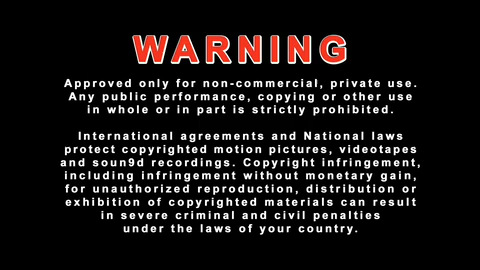 WARNING
Approved only for non-commercial, private use.
Any public performance, copying or other use
in whole or in part is strictly prohibited.
International agreements and National laws
protect copyrighted motion pictures, videotapes
and soun9d recordings. Copyright infringement,
including infringement without monetary gain,
for unauthorized reproduction, distribution or
exhibition of copyrighted materials can result
in severe criminal and civil penalties
under the laws of your country.